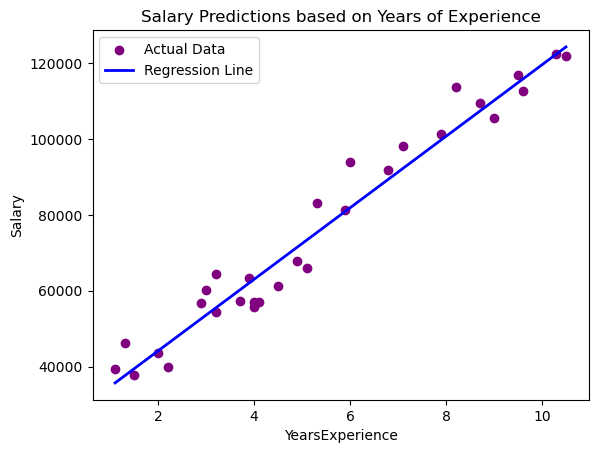 Salary Predictions based on Years of Experience
Actual Data
Regression Line
120000
100000
80000
60000
40000
Salary
2 4 6 8 10
YearsExperience